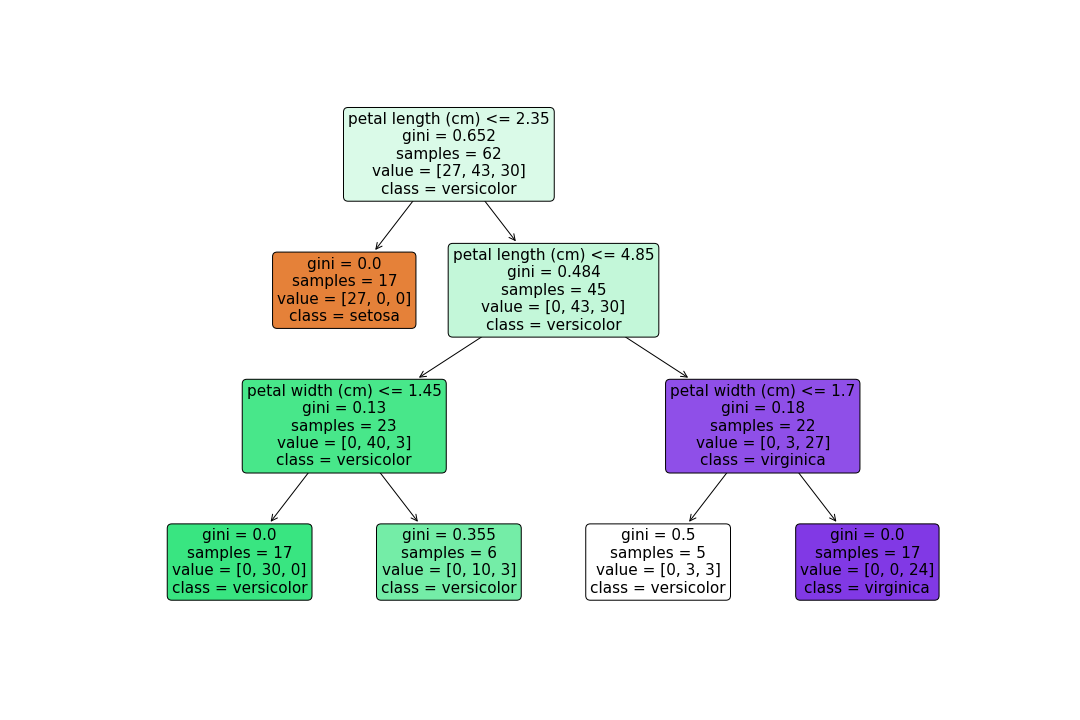 petal length (cm) <= 2.35
gini = 0.652
samples = 62
value = [27, 43, 30]
class = versicolor
gini = 0.0
samples = 17
value = [27, 0, 0]
class = setosa
petal length (cm) <= 4.85
gini = 0.484
samples = 45
value = [0, 43, 30]
class = versicolor
petal width (cm) <= 1.45
gini = 0.13
samples = 23
value = [0, 40, 3]
class = versicolor
petal width (cm) <= 1.7
gini = 0.18
samples = 22
value = [0, 3, 27]
class = virginica
gini = 0.0
samples = 17
value = [0, 30, 0]
class = versicolor
gini = 0.355
samples = 6
value = [0, 10, 3]
class = versicolor
gini = 0.5
samples = 5
value = [0, 3, 3]
class = versicolor
gini = 0.0
samples = 17
value = [0, 0, 24]
class = virginica